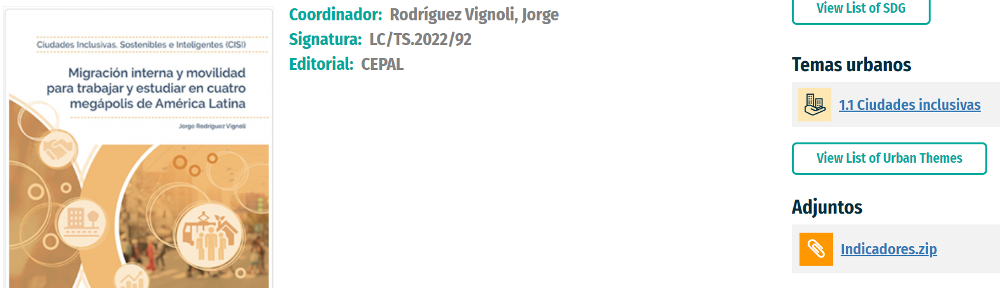 Ciudades Inclusivas, Sostenibles e Inteligentes (CISI)
Migración interna y movilidad
para trabajar y estudiar en cuatro
megápolis de América Latina
Jorge Rodríguez Vignoli
Coordinador: Rodríguez Vignoli, Jorge
Signatura: LC/TS.2022/92
Editorial: CEPAL
View List of SDG
Temas urbanos
1.1 Ciudades inclusivas
View List of Urban Themes
Adjuntos
Indicadores.zip